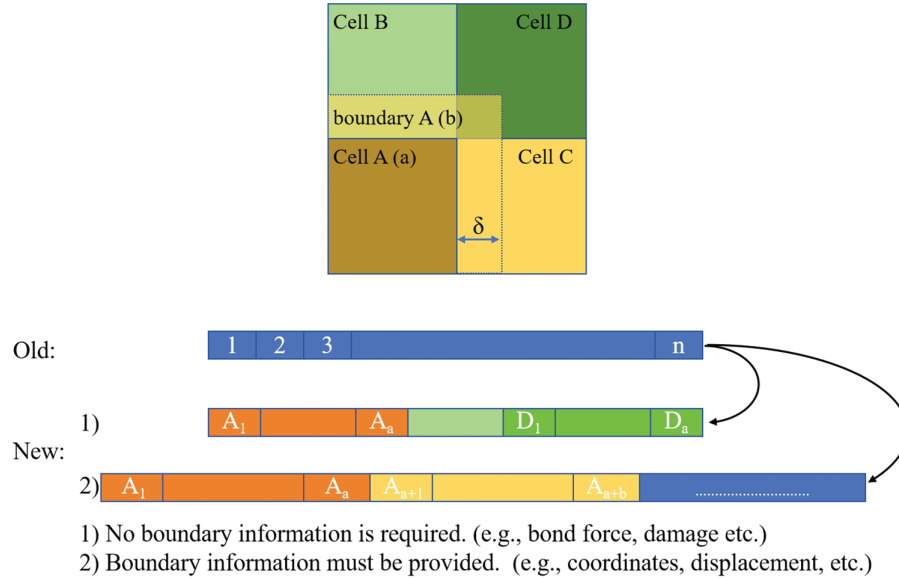 Cell B Cell D
boundary A (b)
Cell A (a) Cell C
δ
Old: 1 2 3 n
1) A₁ Aₐ D₁ Dₐ
New:
2) A₁ Aₐ Aₐ₊₁ Aₐ₊b ............................
1) No boundary information is required. (e.g., bond force, damage etc.)
2) Boundary information must be provided. (e.g., coordinates, displacement, etc.)